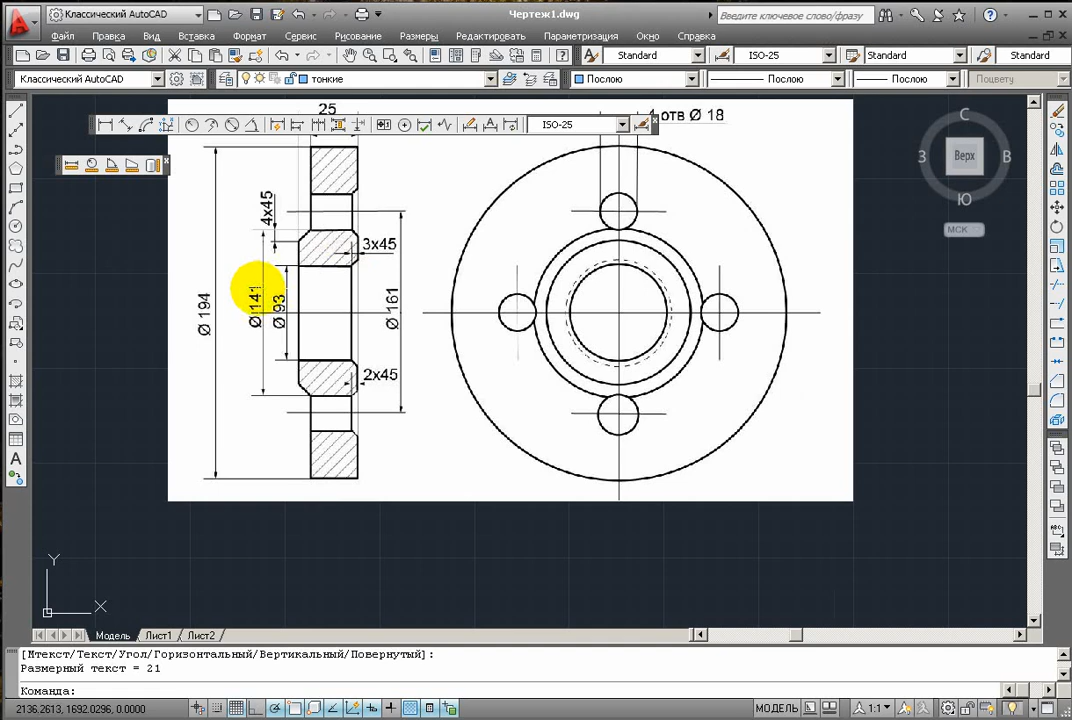 Классический AutoCAD
Чертеж1.dwg
Введите ключевое слово/фразу
Файл Правка Вид Вставка Формат Сервис Рисование Размеры Редактировать Параметризация Окно Справка
Standard ISO-25 Standard Standard
Классический AutoCAD тонкие Послою Послою Послою Поцвету
25
отв Ø 18
ISO-25
С
З Верх В
Ю
МСК
4x45
3x45
Ø 194
Ø 141
Ø 93
Ø 161
2x45
Y
X
Модель Лист1 Лист2
[Мтекст/Текст/Угол/Горизонтальный/Вертикальный/Повернутый]:
Размерный текст = 21
Команда:
2136.2613, 1692.0296, 0.0000
МОДЕЛЬ 1:1